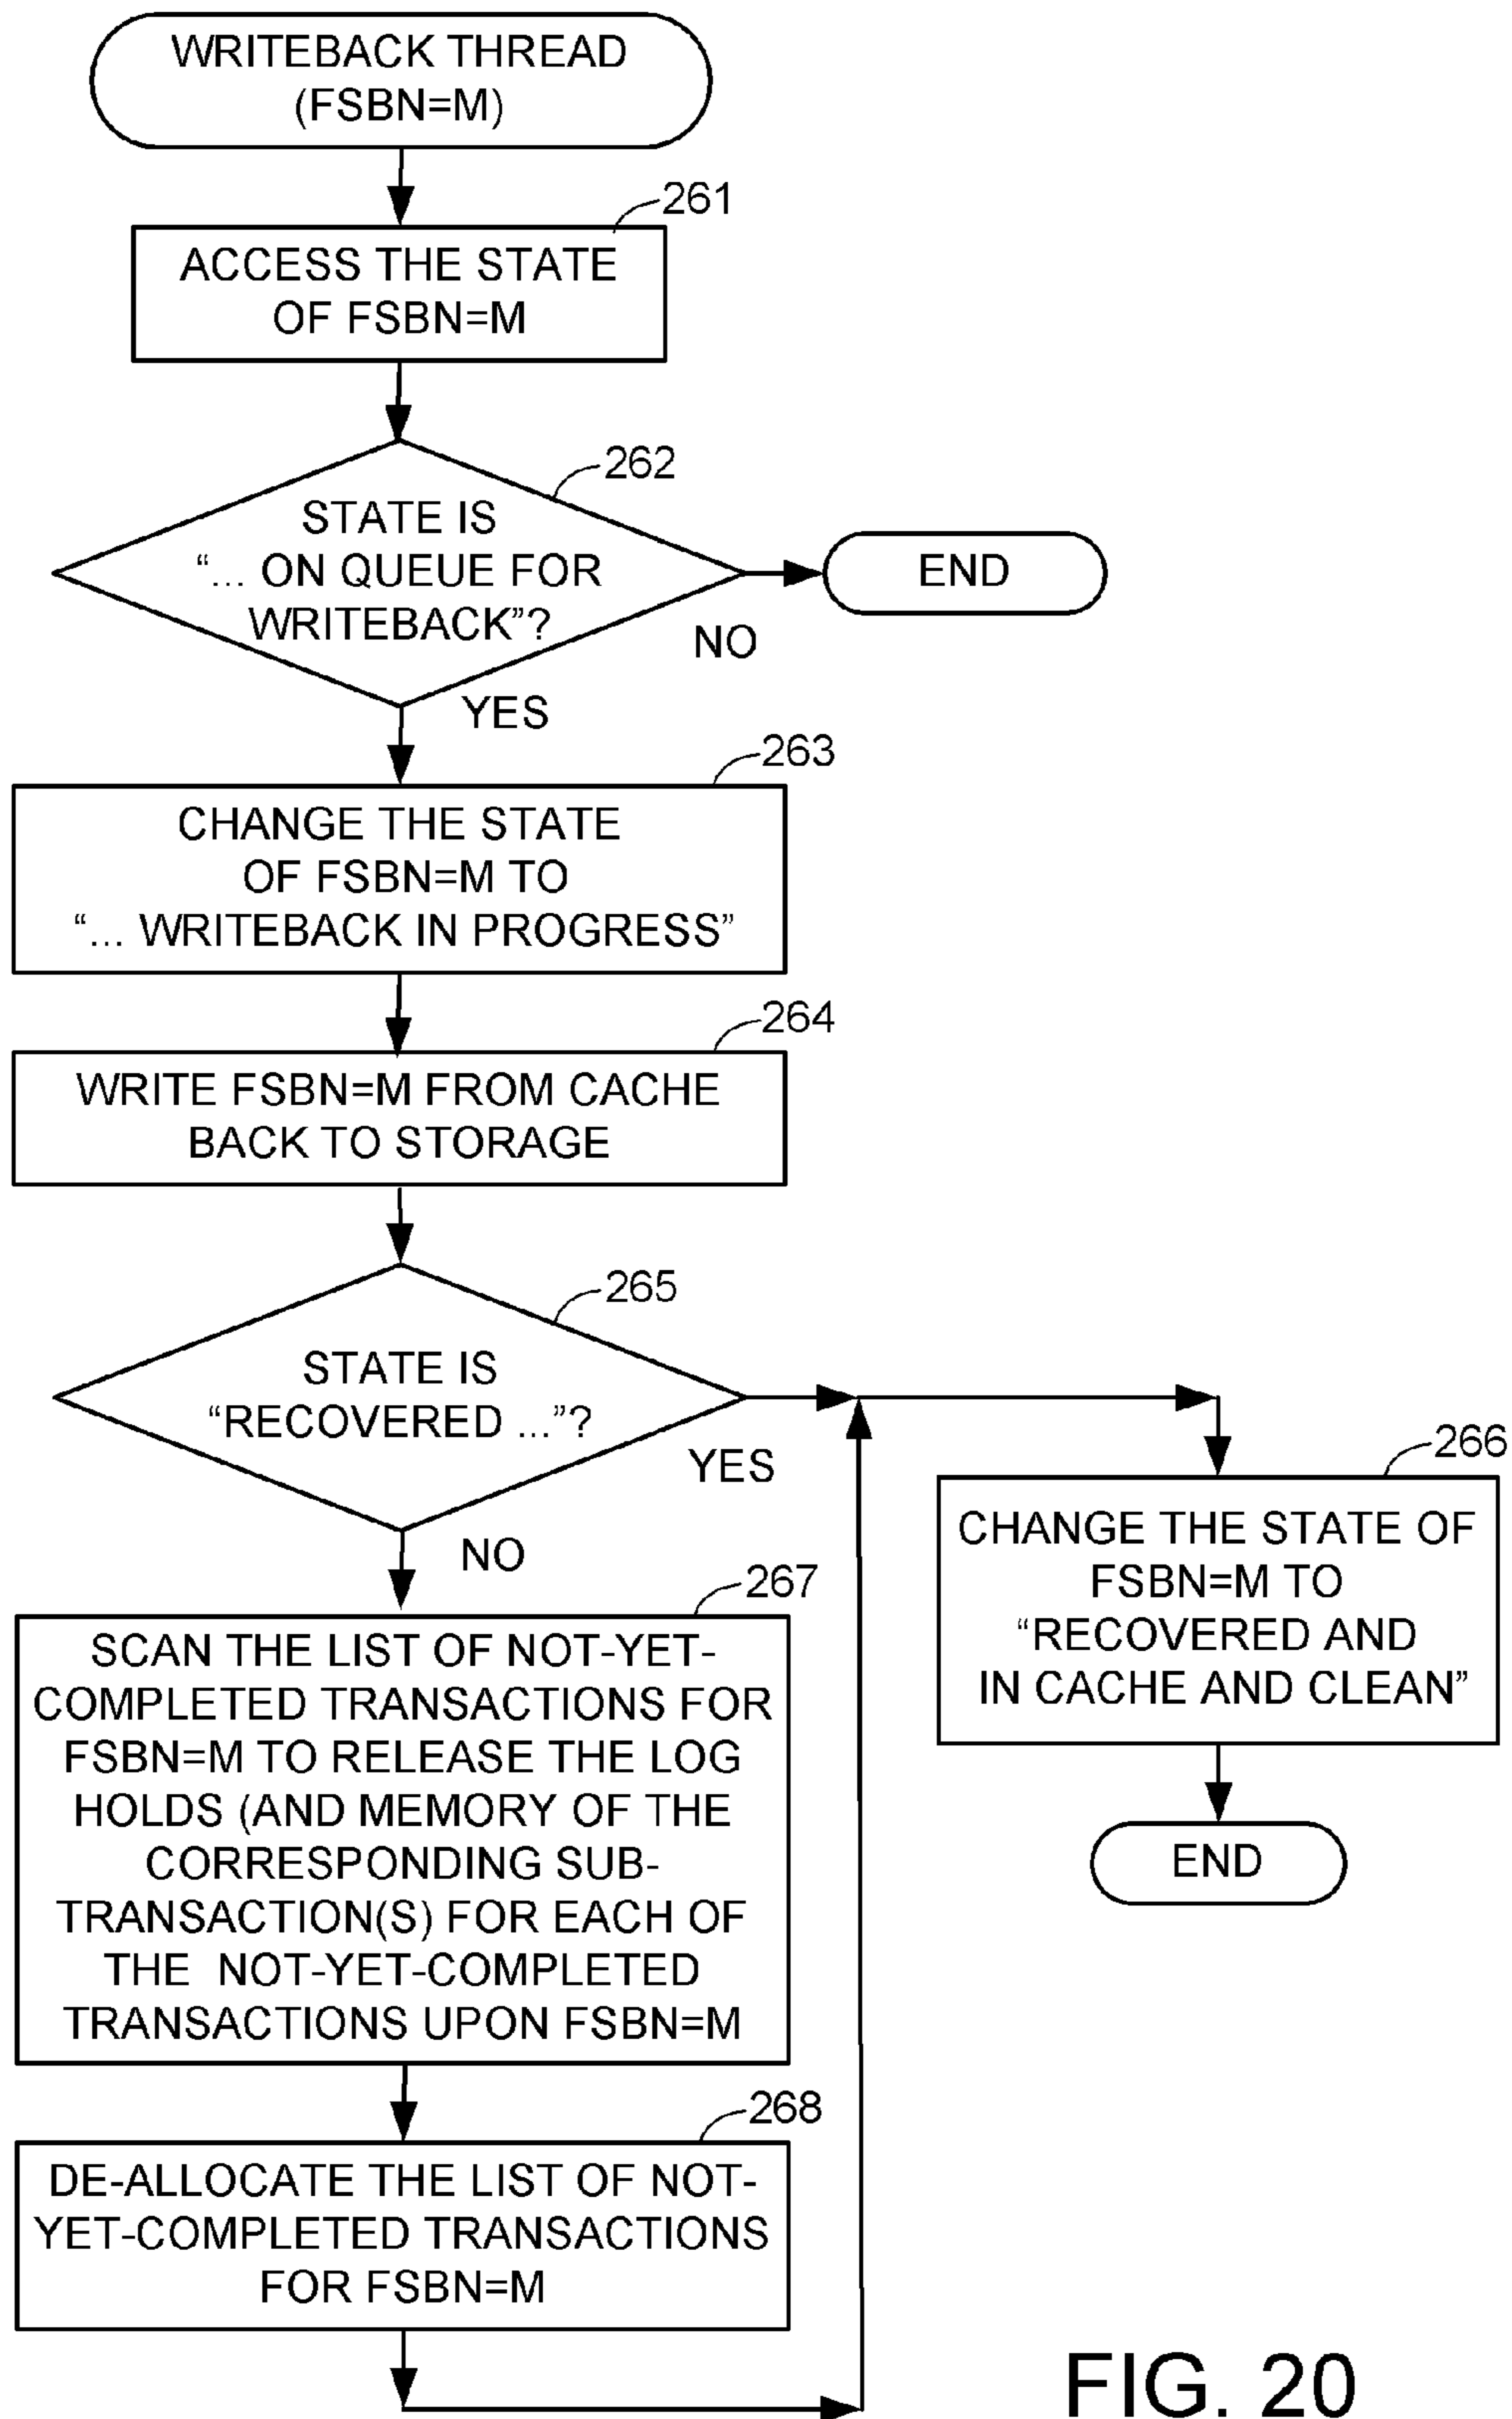 WRITEBACK THREAD
(FSBN=M)
261
ACCESS THE STATE
OF FSBN=M
262
STATE IS
“... ON QUEUE FOR
WRITEBACK”?
END
NO
YES
263
CHANGE THE STATE
OF FSBN=M TO
“... WRITEBACK IN PROGRESS”
264
WRITE FSBN=M FROM CACHE
BACK TO STORAGE
265
STATE IS
“RECOVERED ...”?
YES
NO
266
CHANGE THE STATE OF
FSBN=M TO
“RECOVERED AND
IN CACHE AND CLEAN”
END
267
SCAN THE LIST OF NOT-YET-
COMPLETED TRANSACTIONS FOR
FSBN=M TO RELEASE THE LOG
HOLDS (AND MEMORY OF THE
CORRESPONDING SUB-
TRANSACTION(S) FOR EACH OF
THE NOT-YET-COMPLETED
TRANSACTIONS UPON FSBN=M
268
DE-ALLOCATE THE LIST OF NOT-
YET-COMPLETED TRANSACTIONS
FOR FSBN=M
FIG. 20